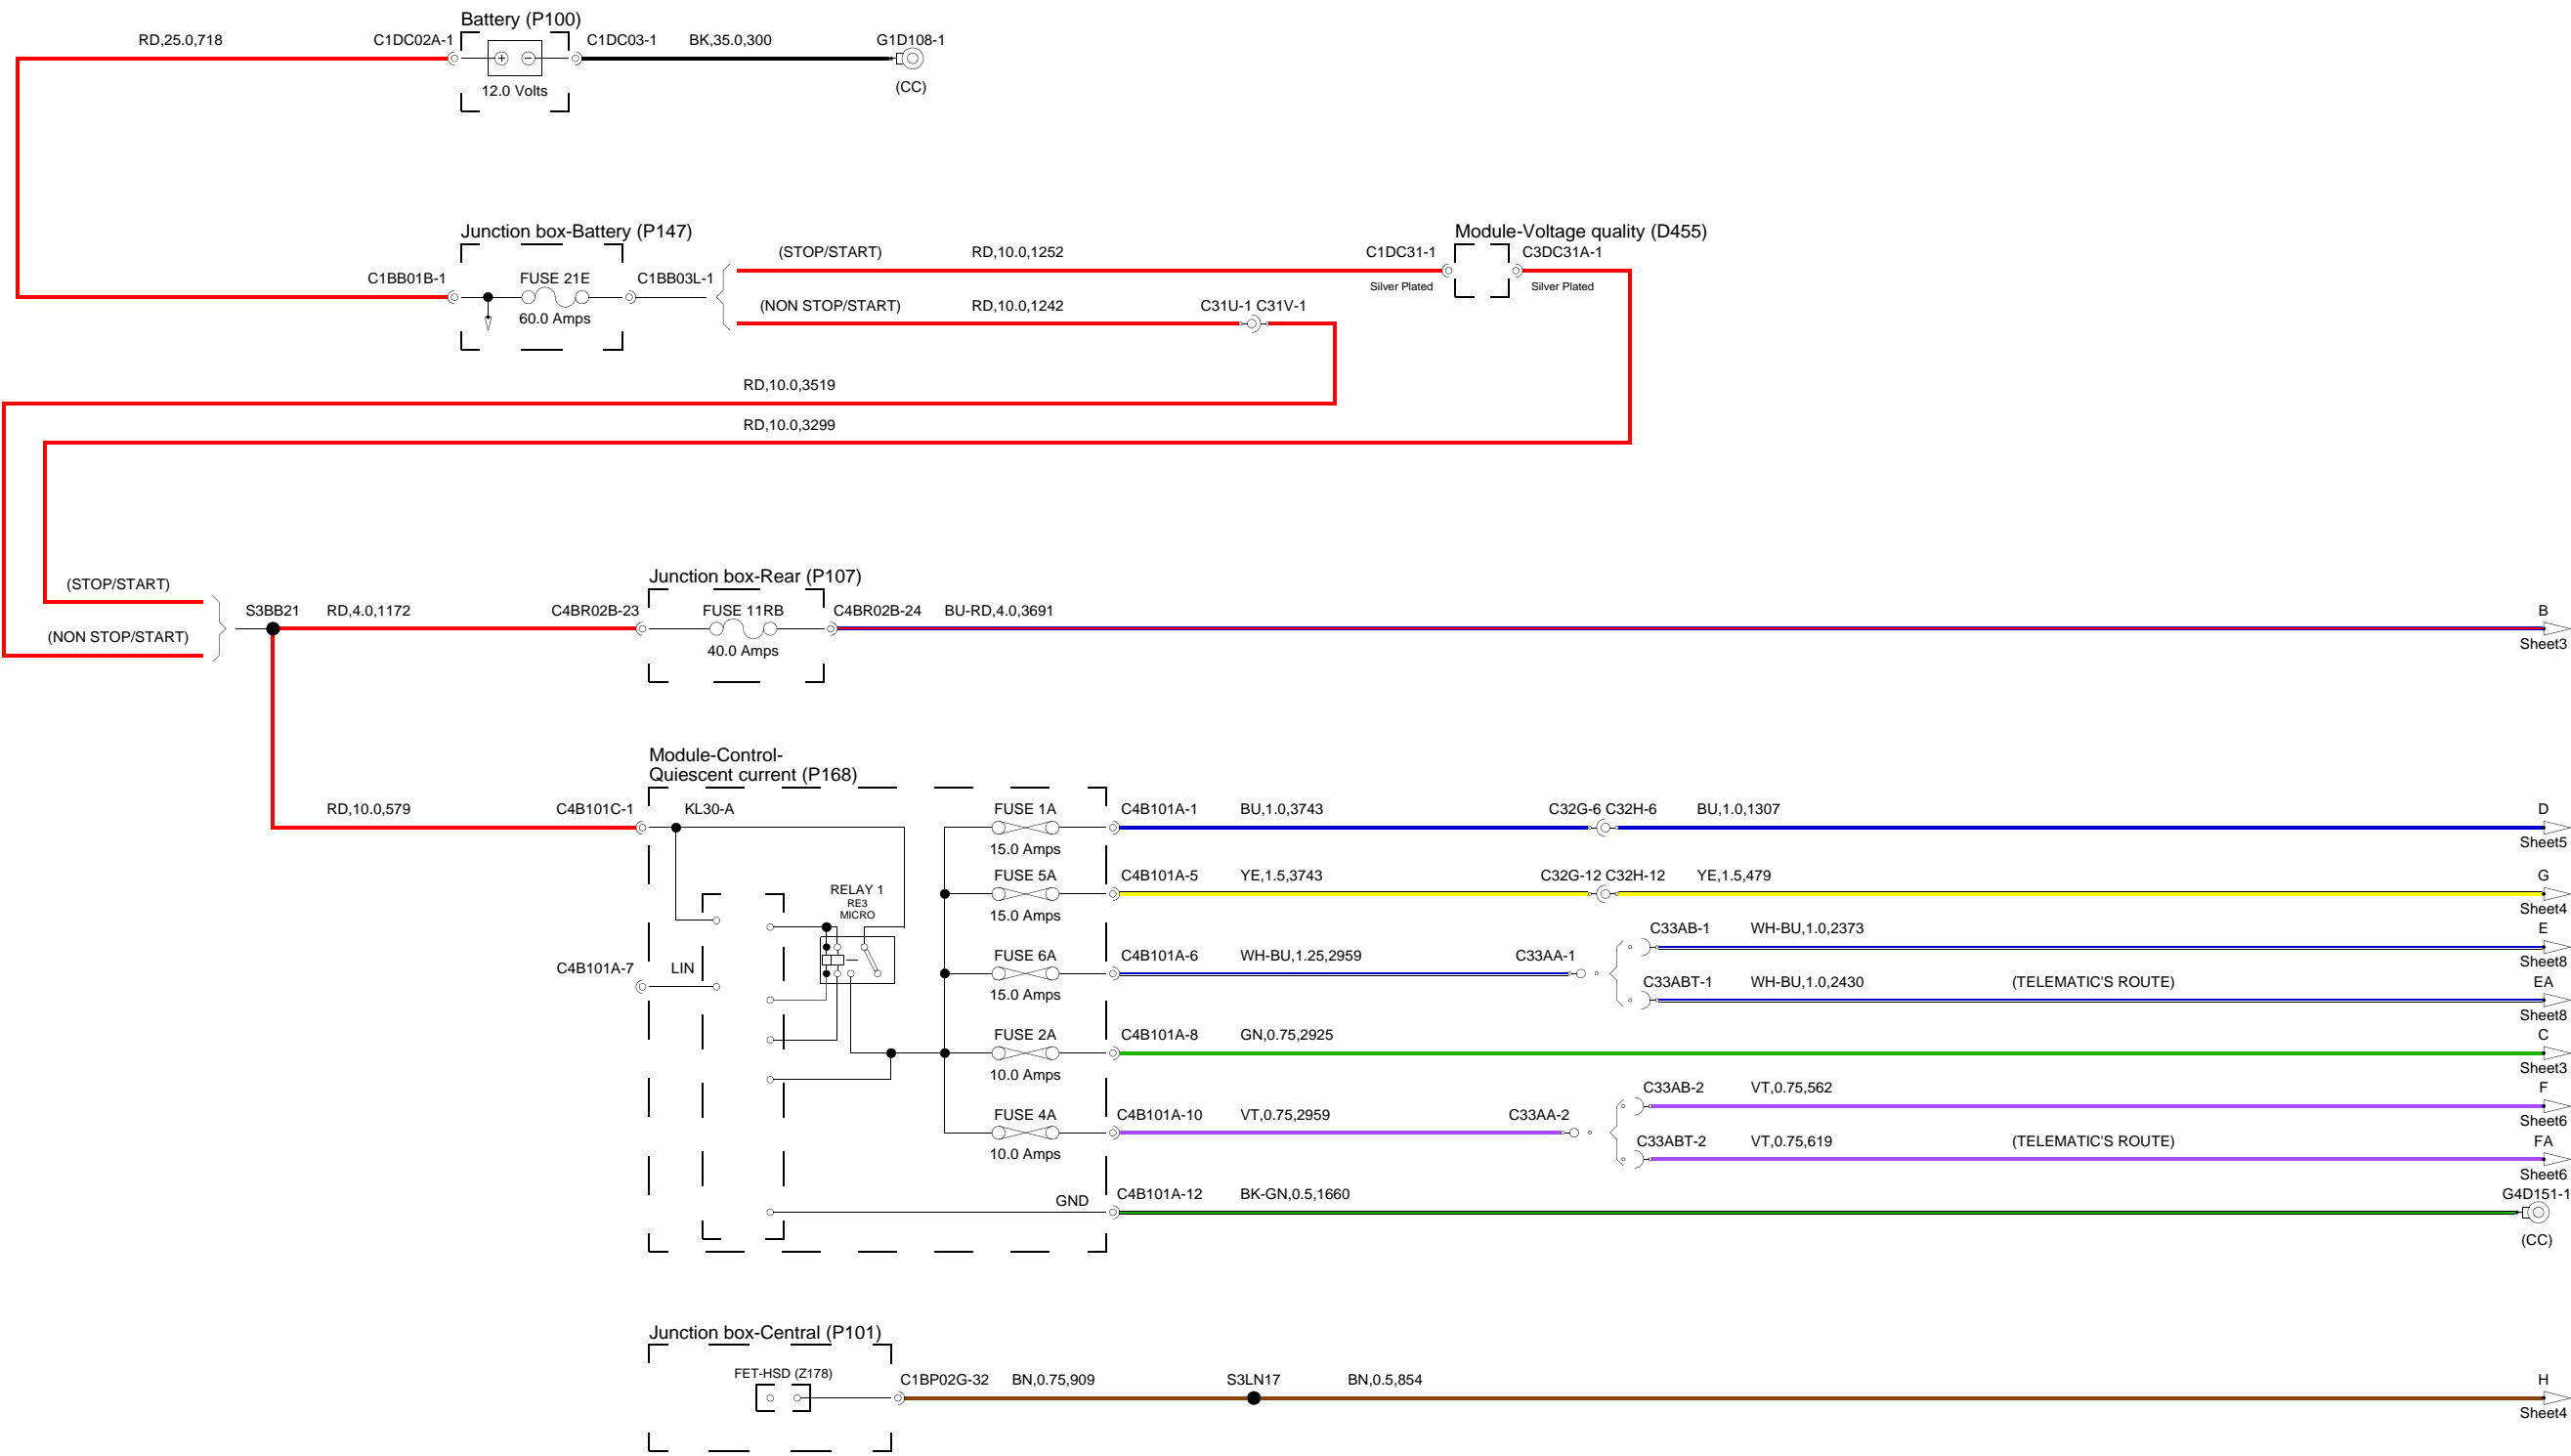 Battery (P100)
RD,25.0,718
C1DC02A-1
C1DC03-1
BK,35.0,300
G1D108-1
12.0 Volts
(CC)
Junction box-Battery (P147)
Module-Voltage quality (D455)
(STOP/START)
RD,10.0,1252
C1DC31-1
C3DC31A-1
C1BB01B-1
FUSE 21E
C1BB03L-1
Silver Plated
Silver Plated
60.0 Amps
(NON STOP/START)
RD,10.0,1242
C31U-1 C31V-1
RD,10.0,3519
RD,10.0,3299
(STOP/START)
Junction box-Rear (P107)
S3BB21
RD,4.0,1172
C4BR02B-23
FUSE 11RB
C4BR02B-24
BU-RD,4.0,3691
B
(NON STOP/START)
40.0 Amps
Sheet3
Module-Control-
Quiescent current (P168)
RD,10.0,579
C4B101C-1
KL30-A
FUSE 1A
C4B101A-1
BU,1.0,3743
C32G-6 C32H-6
BU,1.0,1307
D
15.0 Amps
Sheet5
FUSE 5A
C4B101A-5
YE,1.5,3743
C32G-12 C32H-12
YE,1.5,479
G
RELAY 1
RE3
MICRO
15.0 Amps
Sheet4
C33AB-1
WH-BU,1.0,2373
E
C4B101A-7
LIN
FUSE 6A
C4B101A-6
WH-BU,1.25,2959
C33AA-1
Sheet8
15.0 Amps
C33ABT-1
WH-BU,1.0,2430
(TELEMATIC'S ROUTE)
EA
Sheet8
FUSE 2A
C4B101A-8
GN,0.75,2925
C
10.0 Amps
Sheet3
C33AB-2
VT,0.75,562
F
FUSE 4A
C4B101A-10
VT,0.75,2959
C33AA-2
Sheet6
10.0 Amps
C33ABT-2
VT,0.75,619
(TELEMATIC'S ROUTE)
FA
Sheet6
GND
C4B101A-12
BK-GN,0.5,1660
G4D151-1
(CC)
Junction box-Central (P101)
FET-HSD (Z178)
C1BP02G-32
BN,0.75,909
S3LN17
BN,0.5,854
H
Sheet4